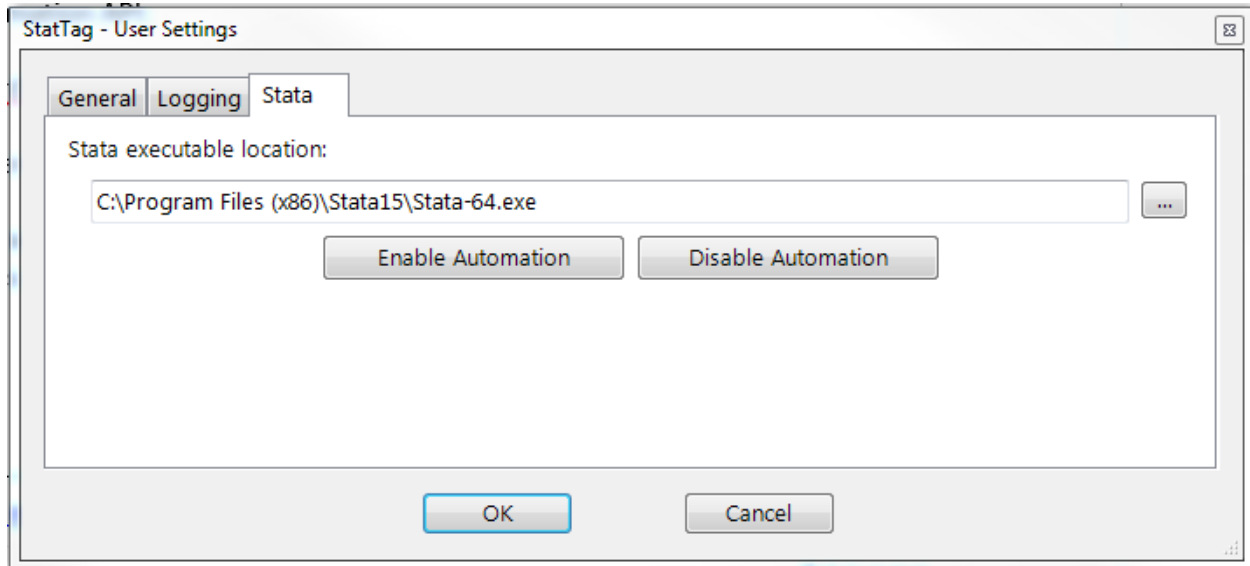 StatTag - User Settings
General Logging Stata
Stata executable location:
C:\Program Files (x86)\Stata15\Stata-64.exe
...
Enable Automation Disable Automation
OK Cancel